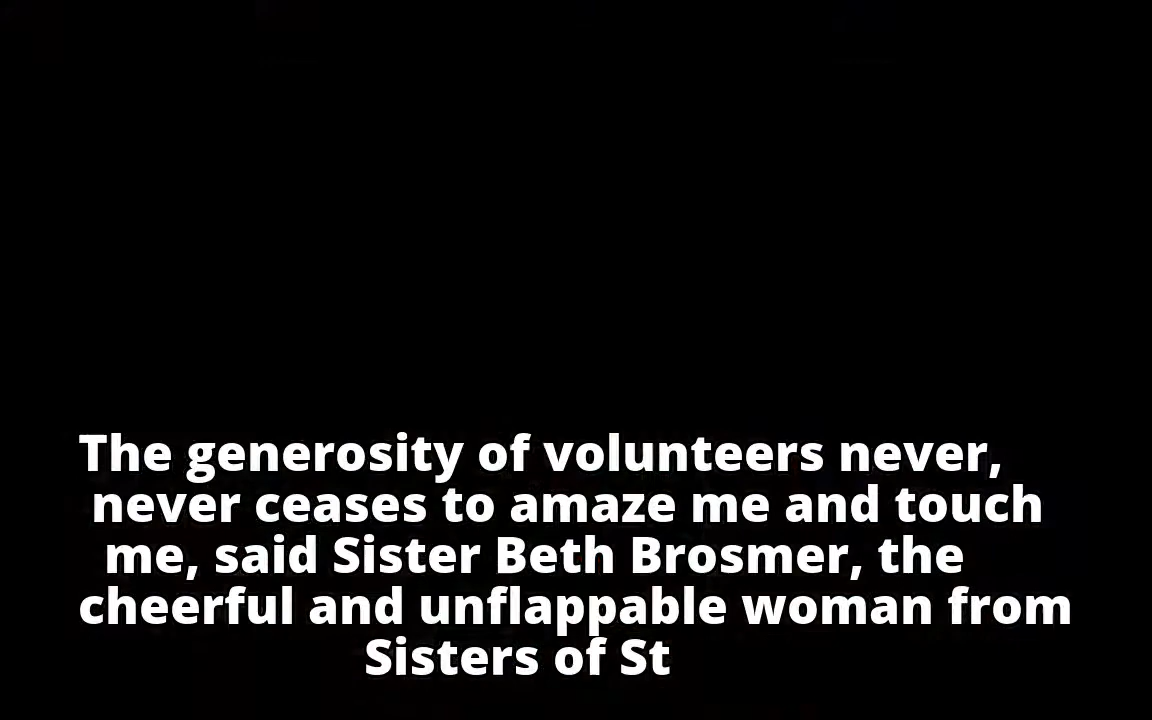 The generosity of volunteers never,
never ceases to amaze me and touch
me, said Sister Beth Brosmer, the
cheerful and unflappable woman from
Sisters of St